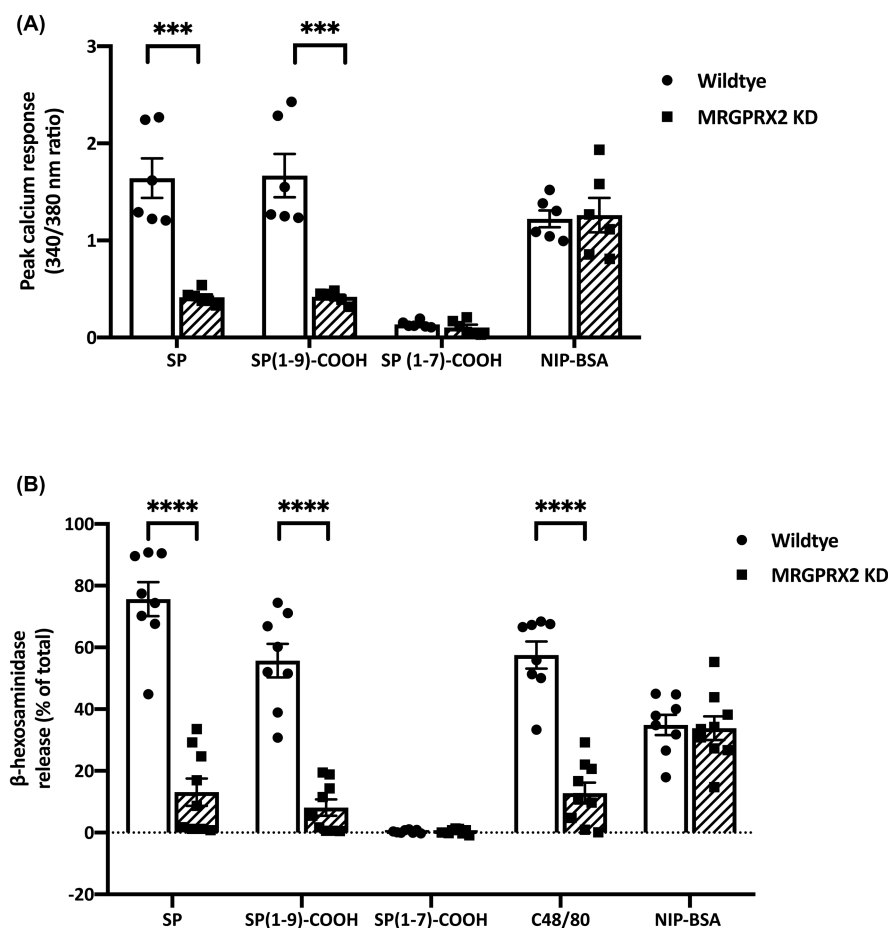 (A)
***
***
3
2
1
0
Peak calcium response
(340/380 nm ratio)
Wildtye
MRGPRX2 KD
SP
SP(1-9)-COOH
SP (1-7)-COOH
NIP-BSA
(B)
****
****
****
100
80
60
40
20
0
-20
β-hexosaminidase
release (% of total)
Wildtye
MRGPRX2 KD
SP
SP(1-9)-COOH
SP(1-7)-COOH
C48/80
NIP-BSA